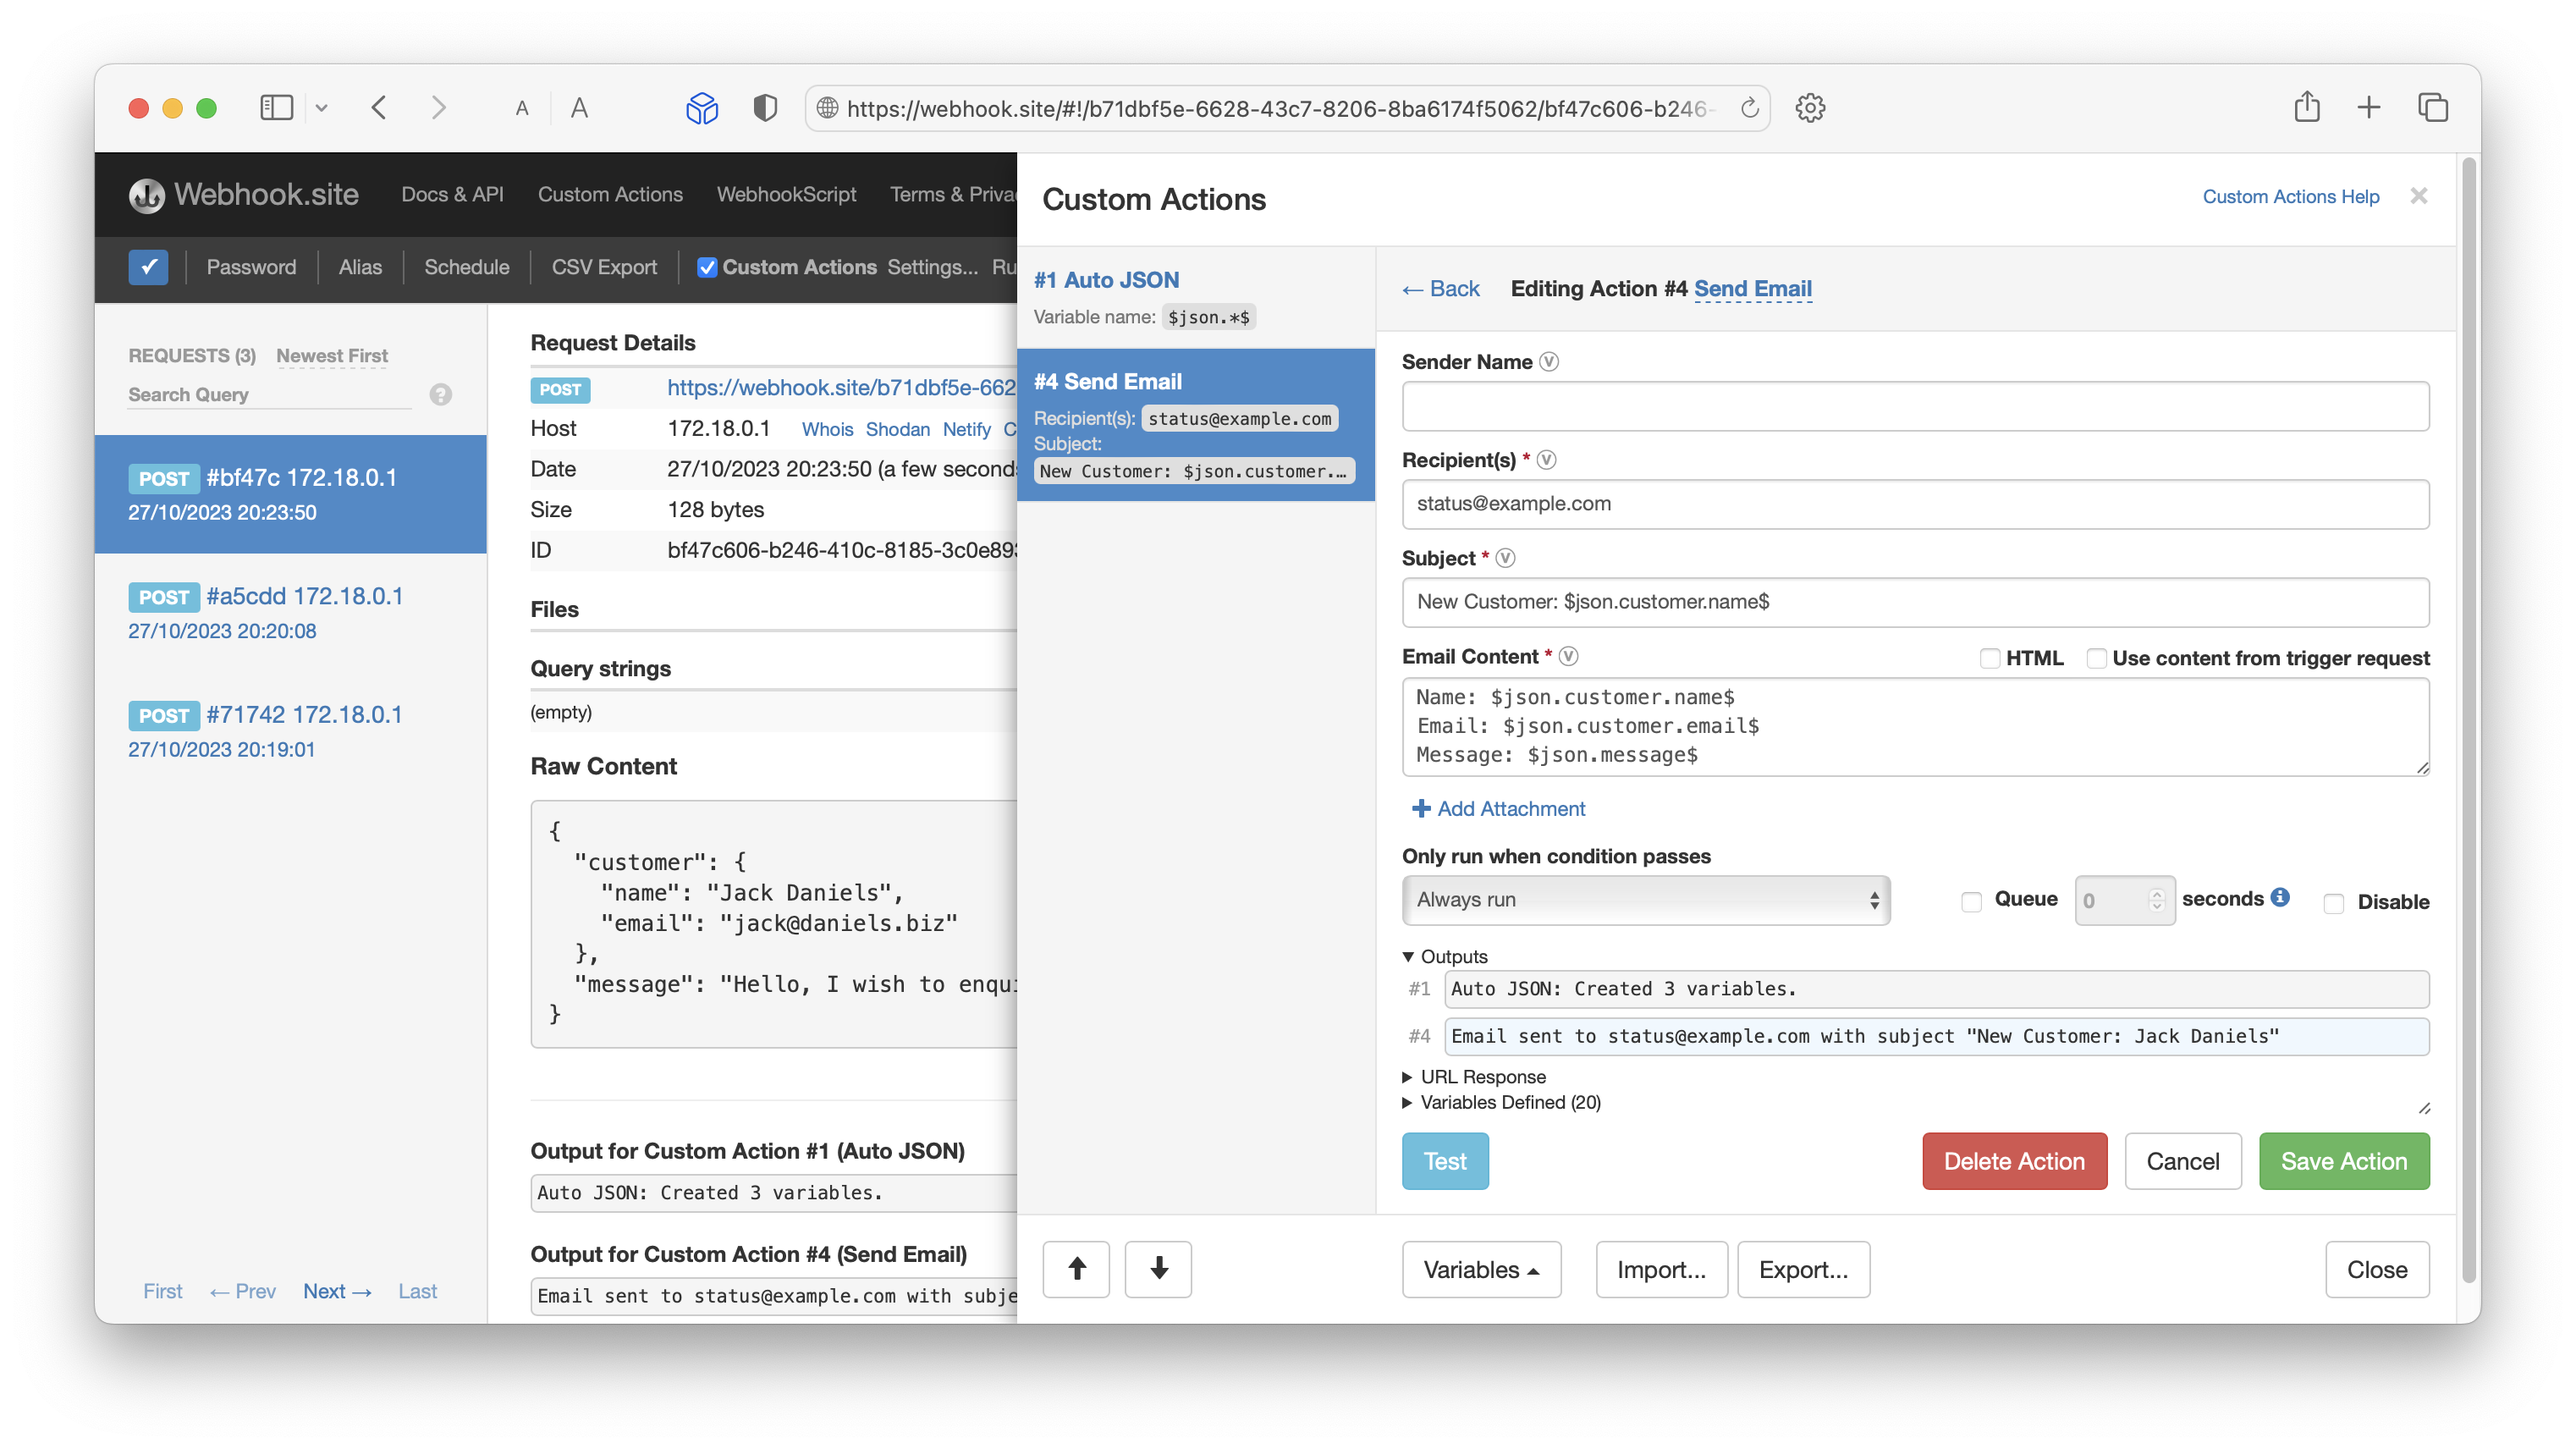 A A https://webhook.site/#!/b71dbf5e-6628-43c7-8206-8ba6174f5062/bf47c606-b246-
Webhook.site Docs & API Custom Actions WebhookScript Terms & Priva
Password Alias Schedule CSV Export Custom Actions Settings... Ru
REQUESTS (3) Newest First
Search Query ?
POST #bf47c 172.18.0.1
27/10/2023 20:23:50
POST #a5cdd 172.18.0.1
27/10/2023 20:20:08
POST #71742 172.18.0.1
27/10/2023 20:19:01
First ← Prev Next → Last
Request Details
POST https://webhook.site/b71dbf5e-662
Host 172.18.0.1 Whois Shodan Netify C
Date 27/10/2023 20:23:50 (a few seconds
Size 128 bytes
ID bf47c606-b246-410c-8185-3c0e893
Files
Query strings
(empty)
Raw Content
{
"customer": {
"name": "Jack Daniels",
"email": "jack@daniels.biz"
},
"message": "Hello, I wish to enqui
}
Output for Custom Action #1 (Auto JSON)
Auto JSON: Created 3 variables.
Output for Custom Action #4 (Send Email)
Email sent to status@example.com with subje
Custom Actions Custom Actions Help ×
#1 Auto JSON
Variable name: $json.*$
#4 Send Email
Recipient(s): status@example.com
Subject:
New Customer: $json.customer.…
← Back Editing Action #4 Send Email
Sender Name V
Recipient(s) * V
status@example.com
Subject * V
New Customer: $json.customer.name$
Email Content * V HTML Use content from trigger request
Name: $json.customer.name$
Email: $json.customer.email$
Message: $json.message$
Add Attachment
Only run when condition passes
Always run Queue 0 seconds i Disable
▼ Outputs
#1 Auto JSON: Created 3 variables.
#4 Email sent to status@example.com with subject "New Customer: Jack Daniels"
▶ URL Response
▶ Variables Defined (20)
Test Delete Action Cancel Save Action
Variables Import... Export... Close